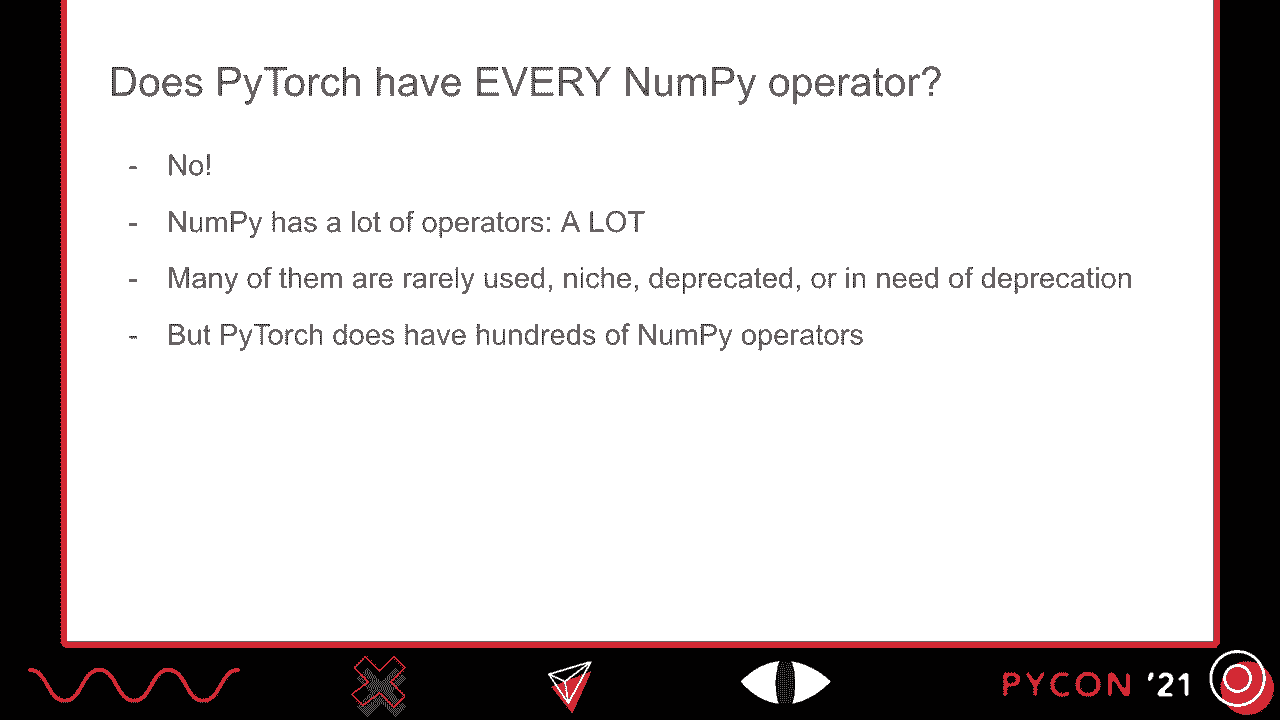 Does PyTorch have EVERY NumPy operator?
- No!
- NumPy has a lot of operators: A LOT
- Many of them are rarely used, niche, deprecated, or in need of deprecation
- But PyTorch does have hundreds of NumPy operators
PYCON '21